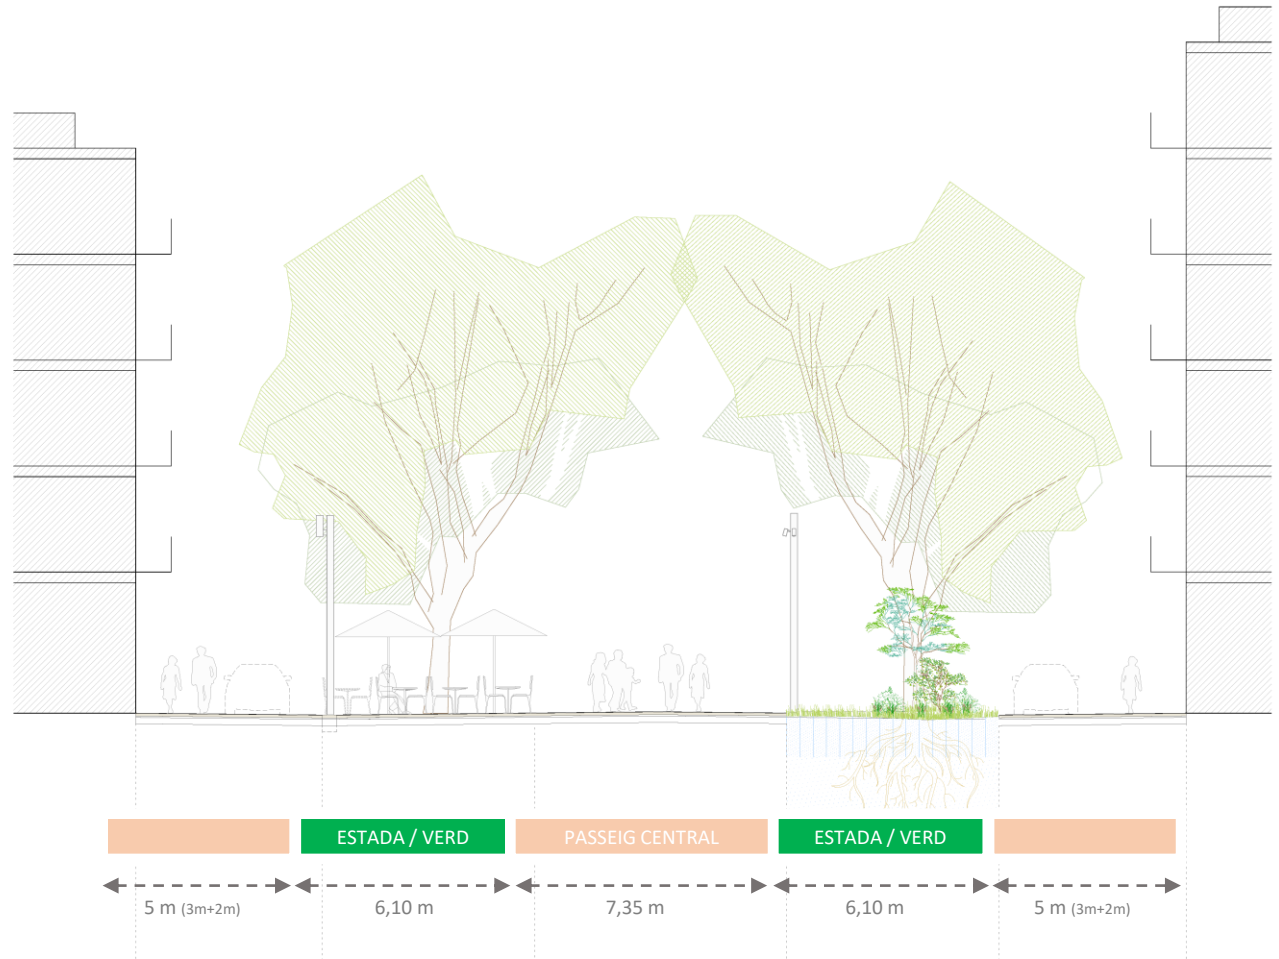 ESTADA / VERD
PASSEIG CENTRAL
ESTADA / VERD
5 m (3m+2m)
6,10 m
7,35 m
6,10 m
5 m (3m+2m)